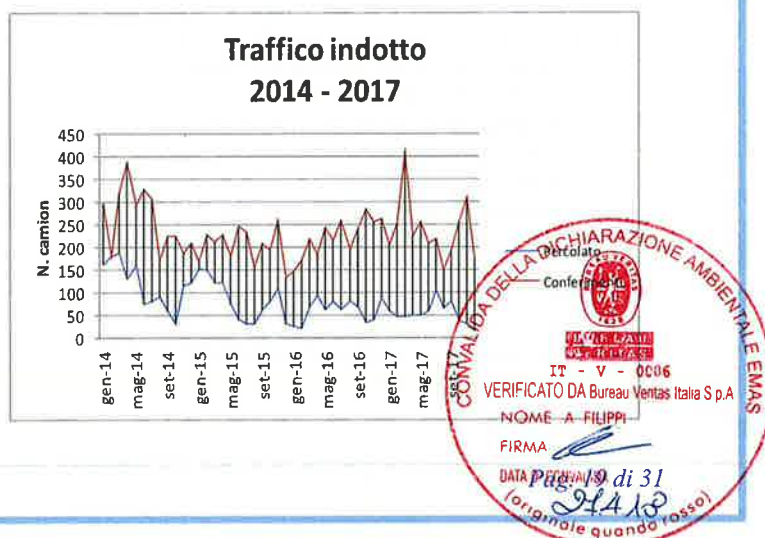 Traffico indotto
2014 - 2017
N. camion
450
400
350
300
250
200
150
100
50
0
gen-14
mag-14
set-14
gen-15
mag-15
set-15
gen-16
mag-16
set-16
gen-17
mag-17
set-17
Percolato
Conferimento
CONVALIDA DELLA DICHIARAZIONE AMBIENTALE EMAS
IT - V - 0006
VERIFICATO DA Bureau Veritas Italia S p.A
NOME A FILIPPI
FIRMA
DATA
Pag. 19 di 31
(originale quando rosso)